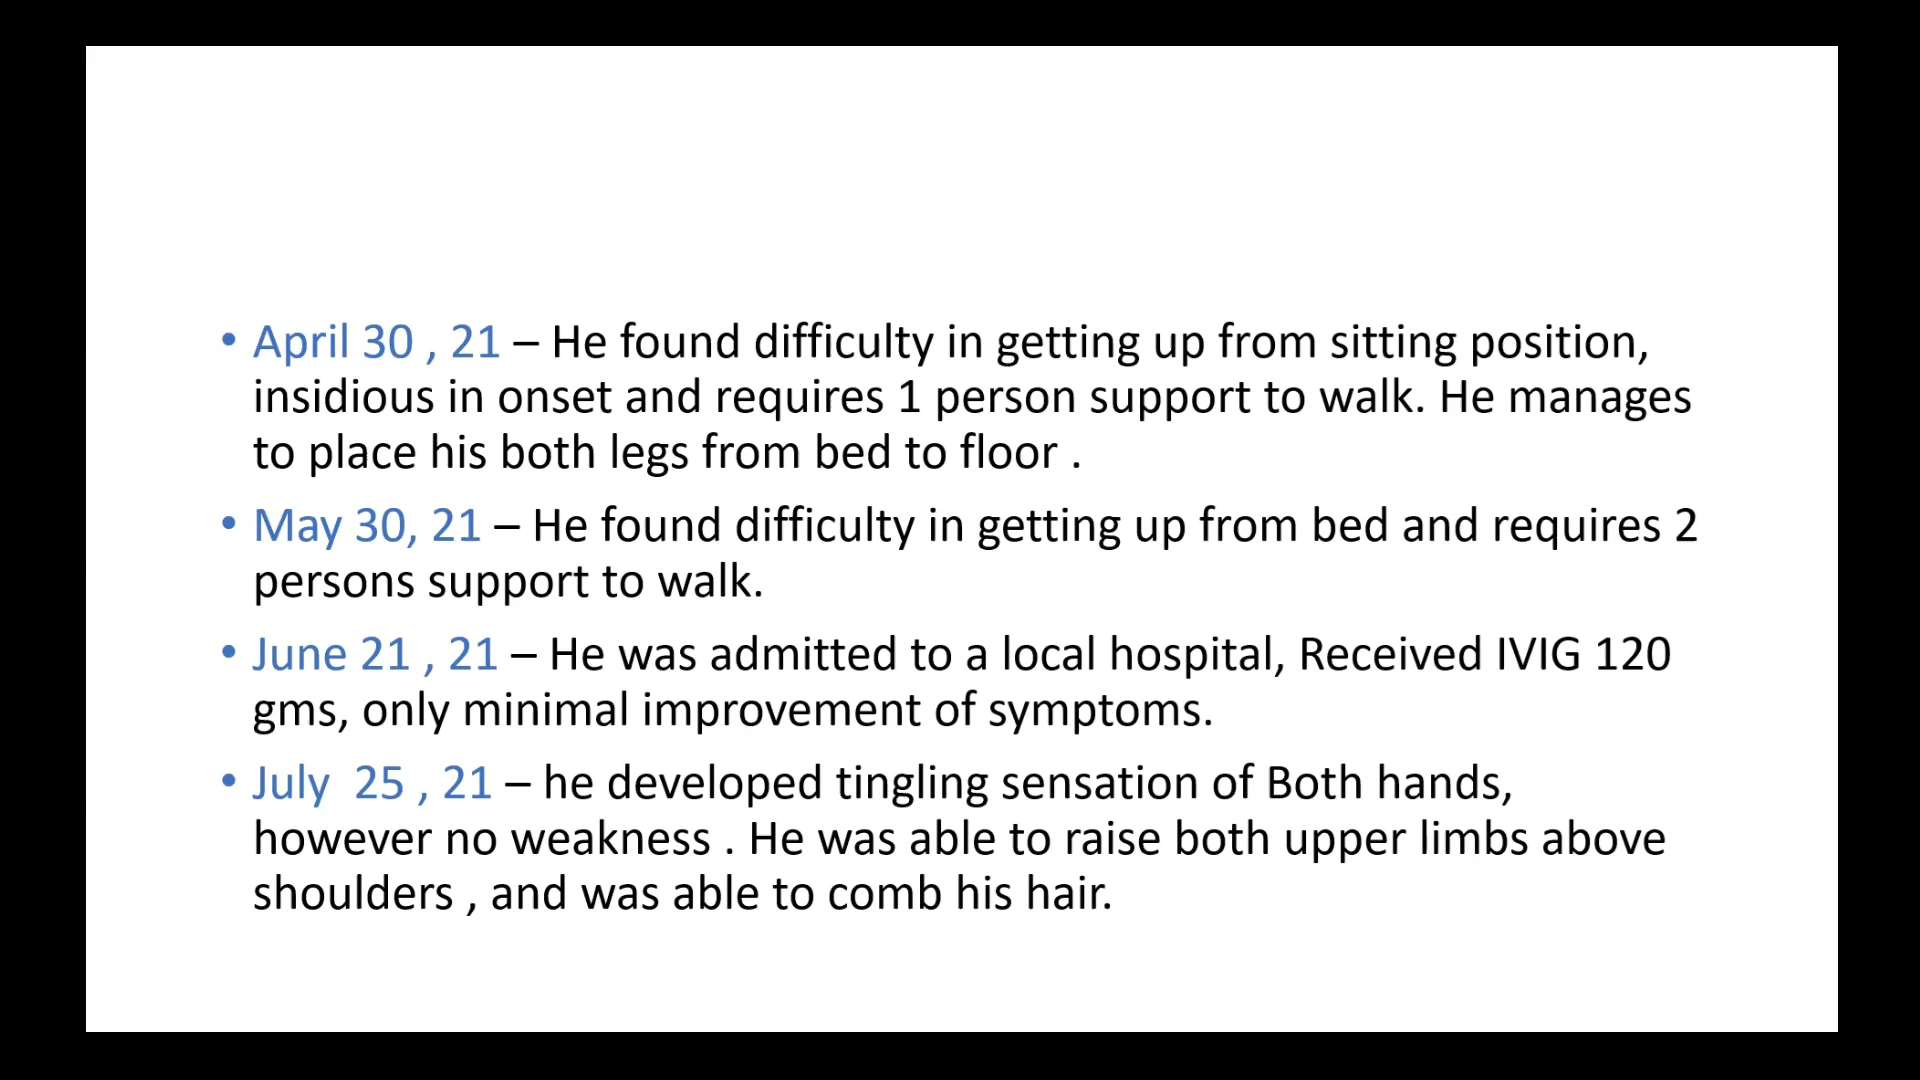 • April 30 , 21 – He found difficulty in getting up from sitting position,
insidious in onset and requires 1 person support to walk. He manages
to place his both legs from bed to floor .
• May 30, 21 – He found difficulty in getting up from bed and requires 2
persons support to walk.
• June 21 , 21 – He was admitted to a local hospital, Received IVIG 120
gms, only minimal improvement of symptoms.
• July  25 , 21 – he developed tingling sensation of Both hands,
however no weakness . He was able to raise both upper limbs above
shoulders , and was able to comb his hair.